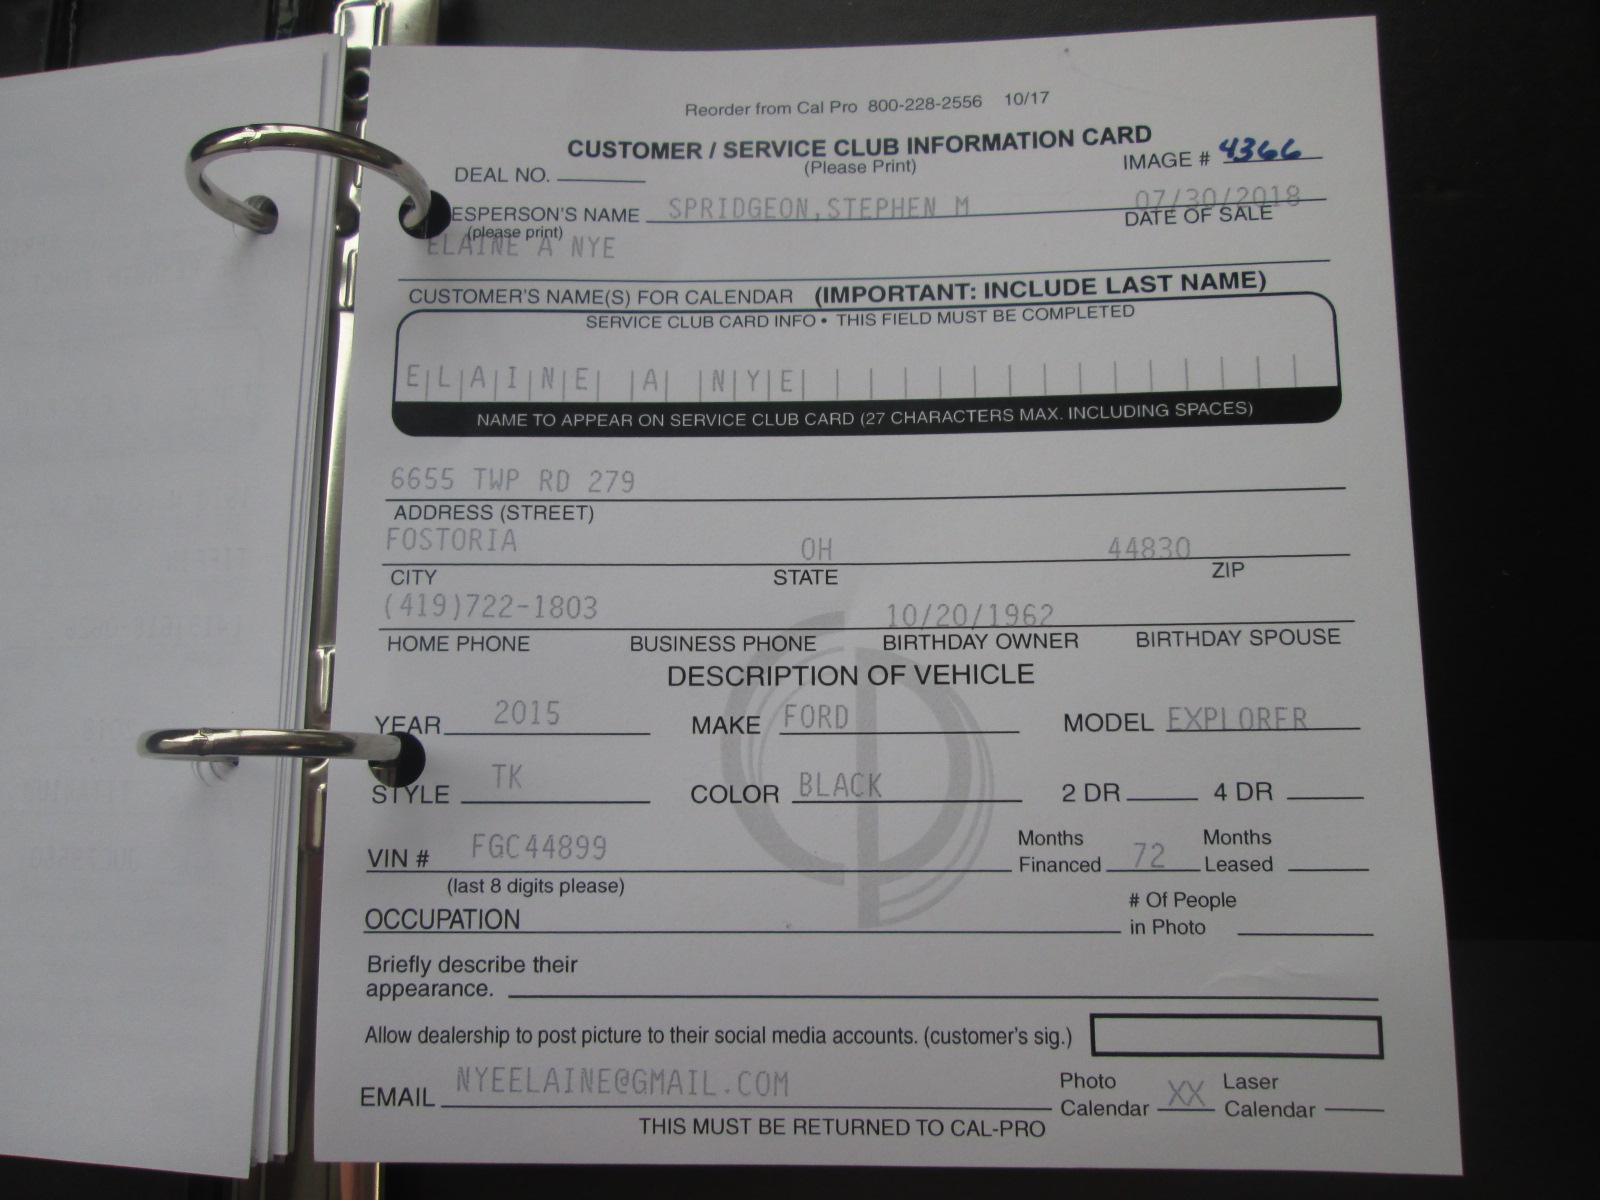 Reorder from Cal Pro 800-228-2556 10/17
CUSTOMER / SERVICE CLUB INFORMATION CARD
(Please Print)
IMAGE # 4366
DEAL NO.
ESPERSON'S NAME SPRIDGEON,STEPHEN M 07/30/2018
(please print) DATE OF SALE
ELAINE A NYE
CUSTOMER'S NAME(S) FOR CALENDAR (IMPORTANT: INCLUDE LAST NAME)
SERVICE CLUB CARD INFO • THIS FIELD MUST BE COMPLETED
ELAINE A NYE
NAME TO APPEAR ON SERVICE CLUB CARD (27 CHARACTERS MAX. INCLUDING SPACES)
6655 TWP RD 279
ADDRESS (STREET)
FOSTORIA OH 44830
CITY STATE ZIP
(419)722-1803 10/20/1962
HOME PHONE BUSINESS PHONE BIRTHDAY OWNER BIRTHDAY SPOUSE
DESCRIPTION OF VEHICLE
YEAR 2015 MAKE FORD MODEL EXPLORER
STYLE TK COLOR BLACK 2 DR 4 DR
VIN # FGC44899 Months Financed 72 Months Leased
(last 8 digits please)
OCCUPATION # Of People in Photo
Briefly describe their
appearance.
Allow dealership to post picture to their social media accounts. (customer's sig.)
EMAIL NYEELAINE@GMAIL.COM Photo Calendar XX Laser Calendar
THIS MUST BE RETURNED TO CAL-PRO